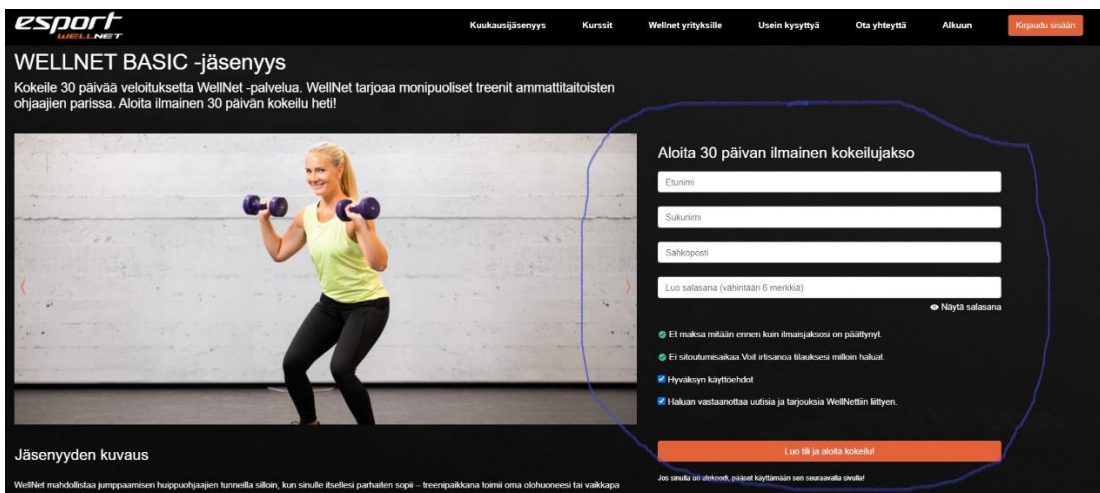 esport
WELLNET
Kuukausijäsenyys Kurssit Wellnet yrityksille Usein kysyttyä Ota yhteyttä Alkuun Kirjaudu sisään
WELLNET BASIC -jäsenyys
Kokeile 30 päivää veloituksetta WellNet -palvelua. WellNet tarjoaa monipuoliset treenit ammattitaitoisten
ohjaajien parissa. Aloita ilmainen 30 päivän kokeilu heti!
Aloita 30 päivan ilmainen kokeilujakso
Etunimi
Sukunimi
Sähköposti
Luo salasana (vähintään 6 merkkiä)
Näytä salasana
Et maksa mitään ennen kuin ilmaisjaksosi on päättynyt.
Ei sitoutumisaikaa.Voit irtisanoa tilauksesi milloin haluat.
Hyväksyn käyttöehdot
Haluan vastaanottaa uutisia ja tarjouksia WellNettiin liittyen.
Luo tili ja aloita kokeilu!
Jos sinulla on alekoodi, pääset käyttämään sen seuraavalla sivulla!
Jäsenyyden kuvaus
WellNet mahdollistaa jumppaamisen huippuohjaajien tunneilla silloin, kun sinulle itsellesi parhaiten sopii – treenipaikkana toimii oma olohuoneesi tai vaikkapa